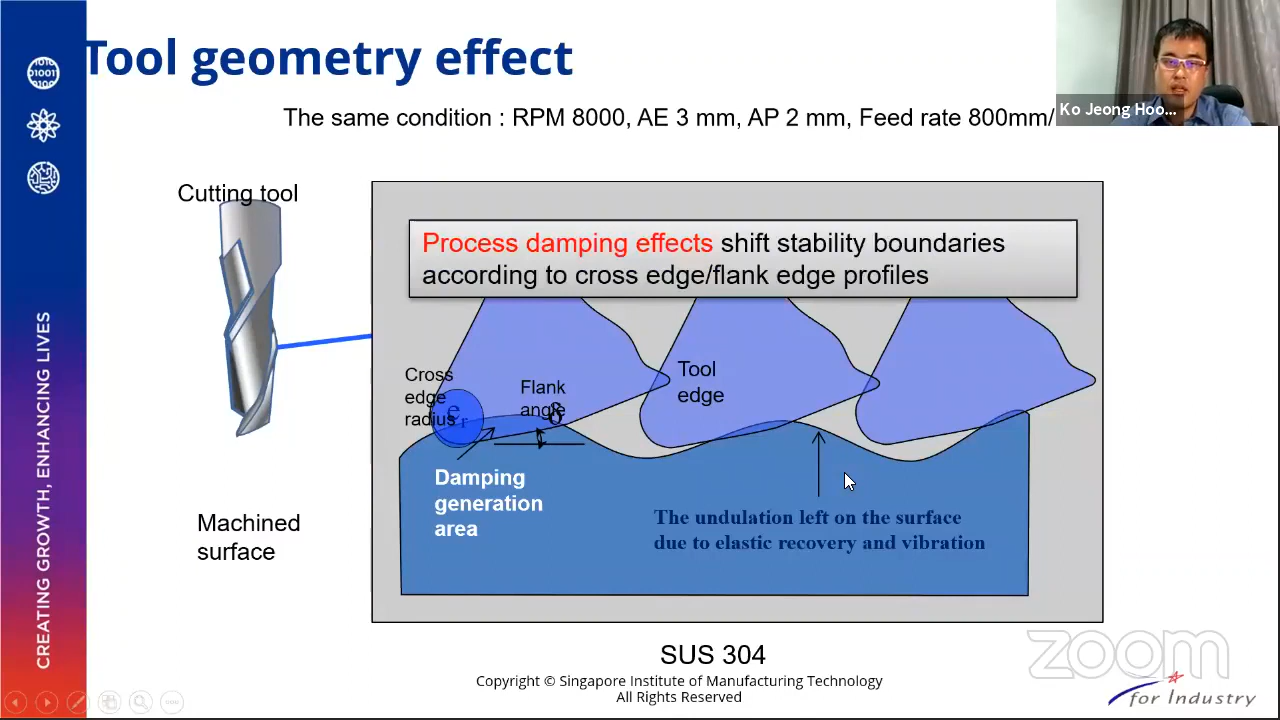 Tool geometry effect
The same condition : RPM 8000, AE 3 mm, AP 2 mm, Feed rate 800mm/
Ko Jeong Hoo...
Cutting tool
Process damping effects shift stability boundaries
according to cross edge/flank edge profiles
Cross
edge
radius
er
Flank
angle
δ
Tool
edge
Damping
generation
area
The undulation left on the surface
due to elastic recovery and vibration
Machined
surface
SUS 304
Copyright © Singapore Institute of Manufacturing Technology
All Rights Reserved
CREATING GROWTH, ENHANCING LIVES
zoom
for Industry